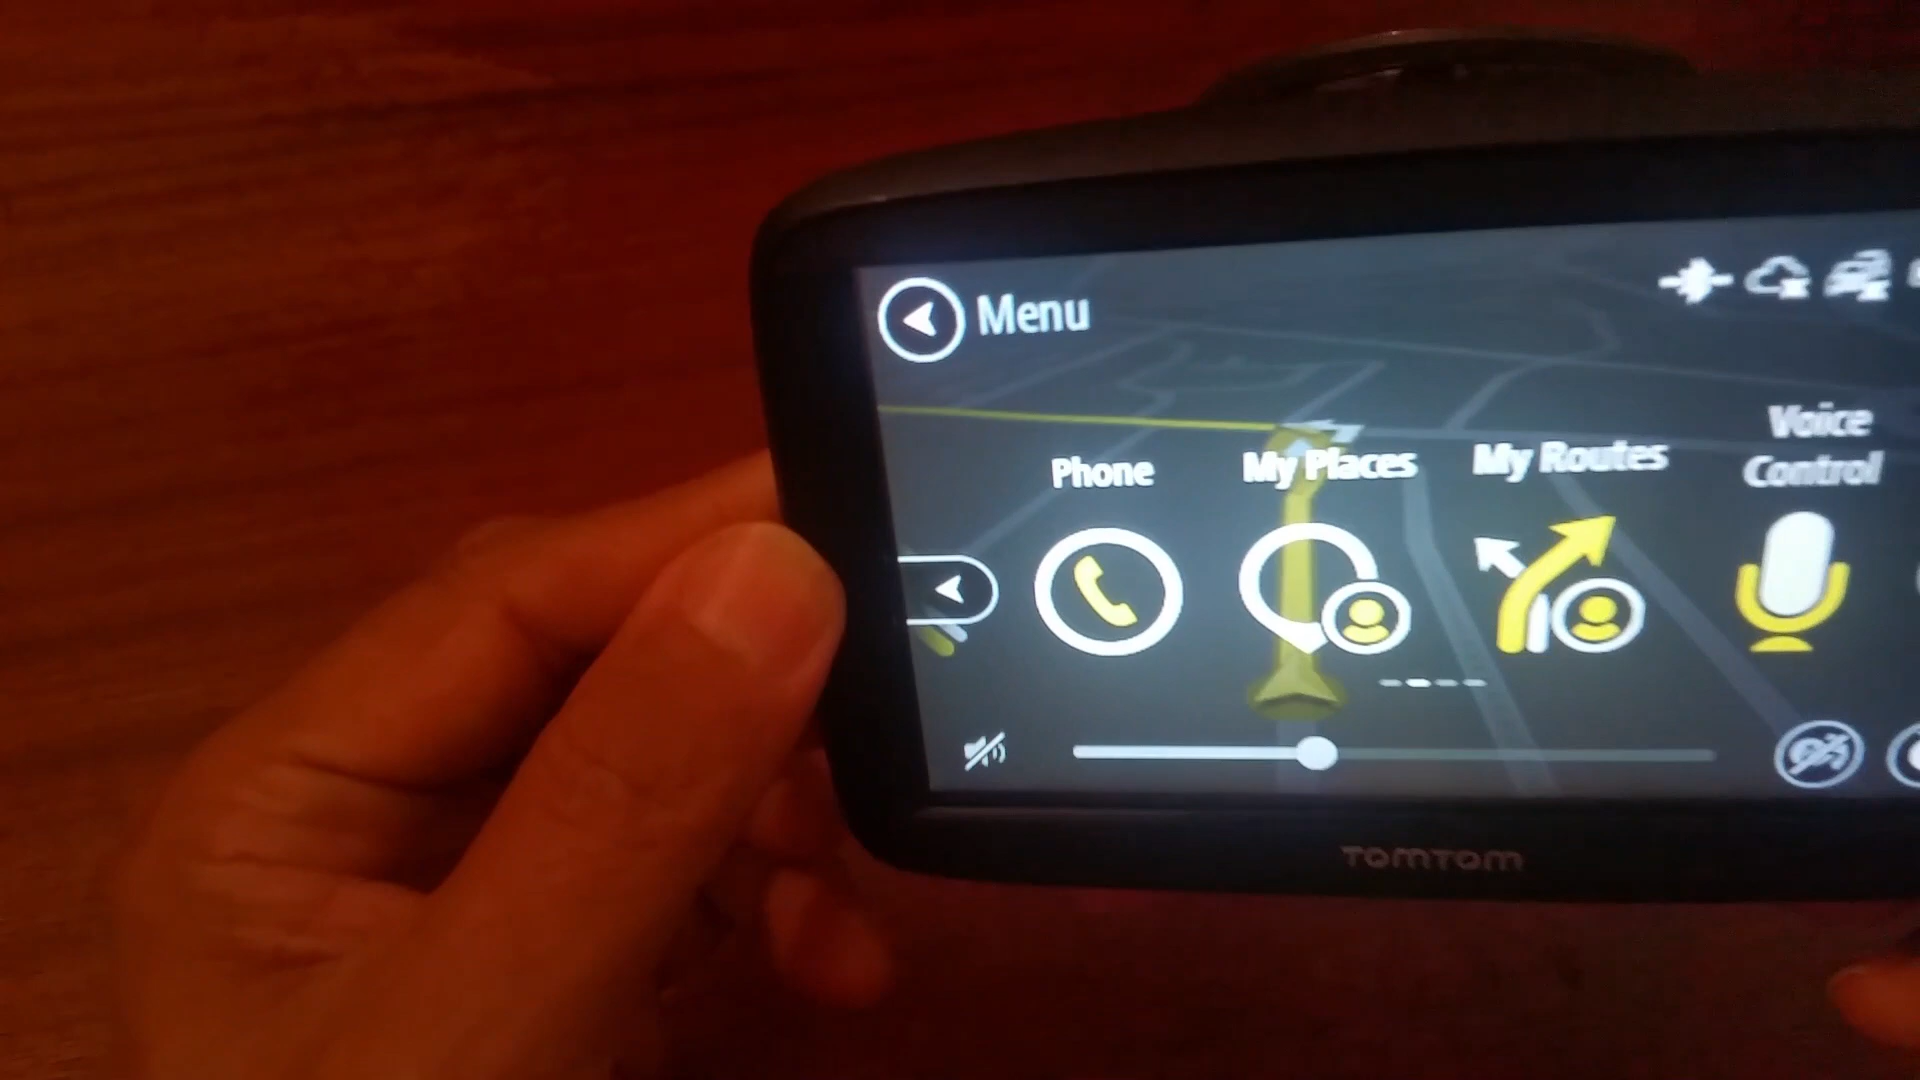 Menu
Phone
My Places
My Routes
Voice
Control
TOMTOM